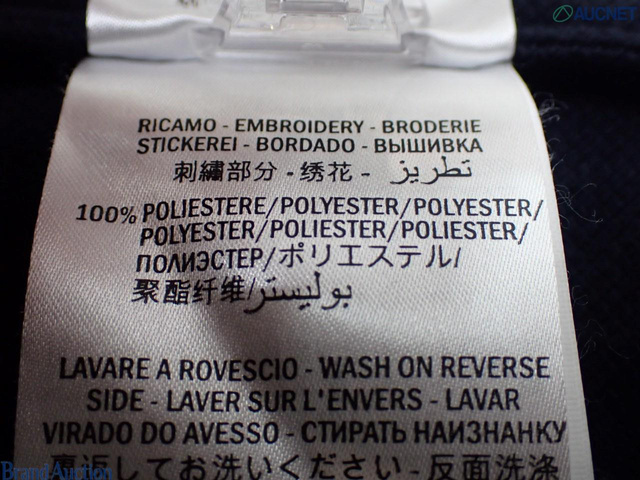 AUCNET
RICAMO - EMBROIDERY - BRODERIE
STICKEREI - BORDADO - ВЫШИВКА
刺繍部分 - 绣花 - تطريز
100% POLIESTERE/POLYESTER/POLYESTER/
POLYESTER/POLIESTER/POLIESTER/
ПОЛИЭСТЕР/ポリエステル/
聚酯纤维/بوليستر
LAVARE A ROVESCIO - WASH ON REVERSE
SIDE - LAVER SUR L'ENVERS - LAVAR
VIRADO DO AVESSO - СТИРАТЬ НАИЗНАНКУ
裏返してお洗いください - 反面洗涤
Brand Auction